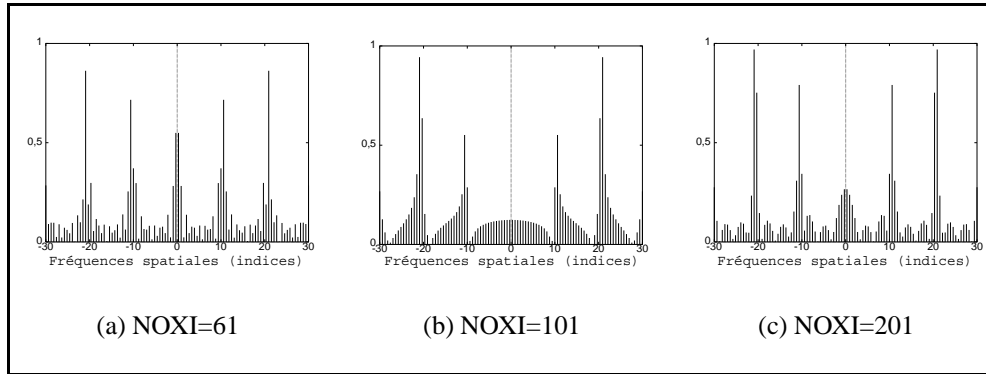 1
0,5
0
-30 -20 -10 0 10 20 30
Fréquences spatiales (indices)
(a) NOXI=61
1
0,5
0
-30 -20 -10 0 10 20 30
Fréquences spatiales (indices)
(b) NOXI=101
1
0,5
0
-30 -20 -10 0 10 20 30
Fréquences spatiales (indices)
(c) NOXI=201